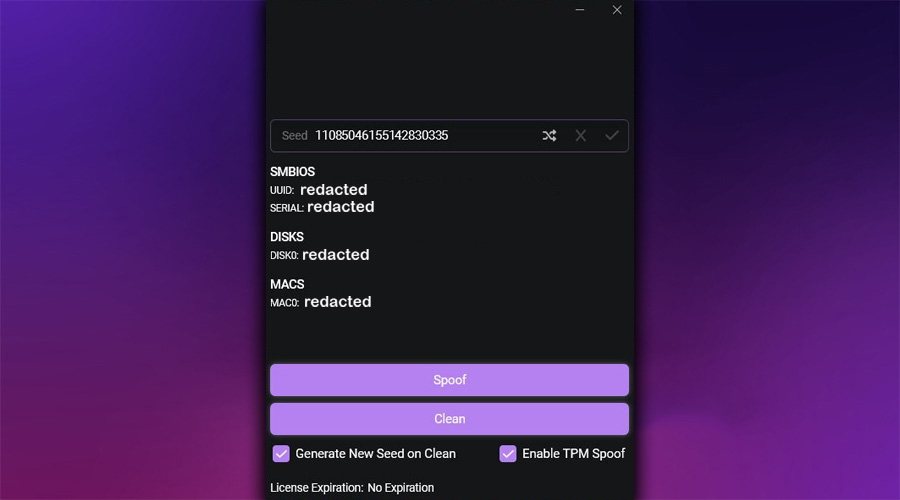 Seed 11085046155142830335
SMBIOS
UUID: redacted
SERIAL: redacted
DISKS
DISK0: redacted
MACS
MAC0: redacted
Spoof
Clean
Generate New Seed on Clean Enable TPM Spoof
License Expiration: No Expiration